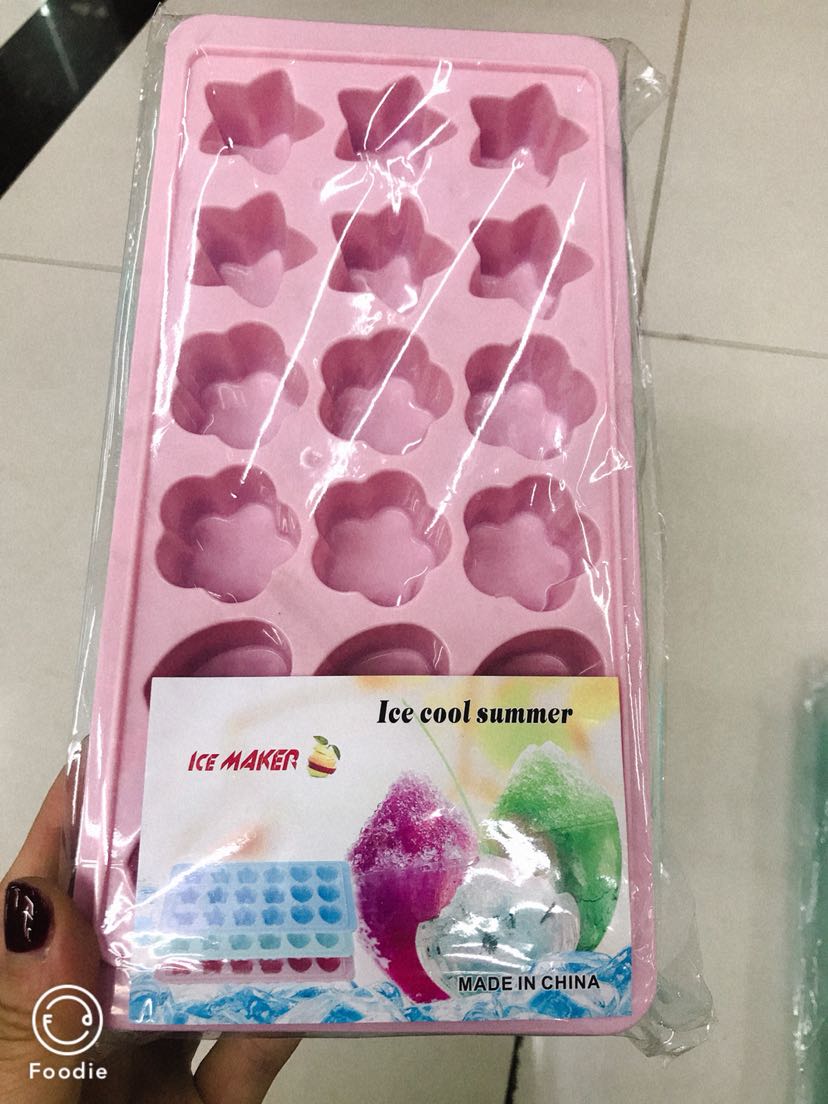 Ice cool summer
ICE MAKER
MADE IN CHINA
Foodie